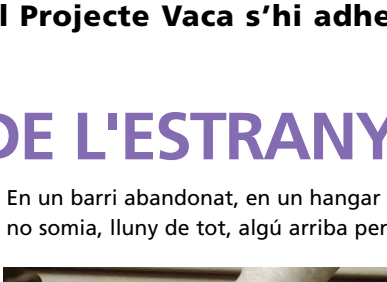 l Projecte Vaca s’hi adhe
DE L'ESTRANY
En un barri abandonat, en un hangar
no somia, lluny de tot, algú arriba per